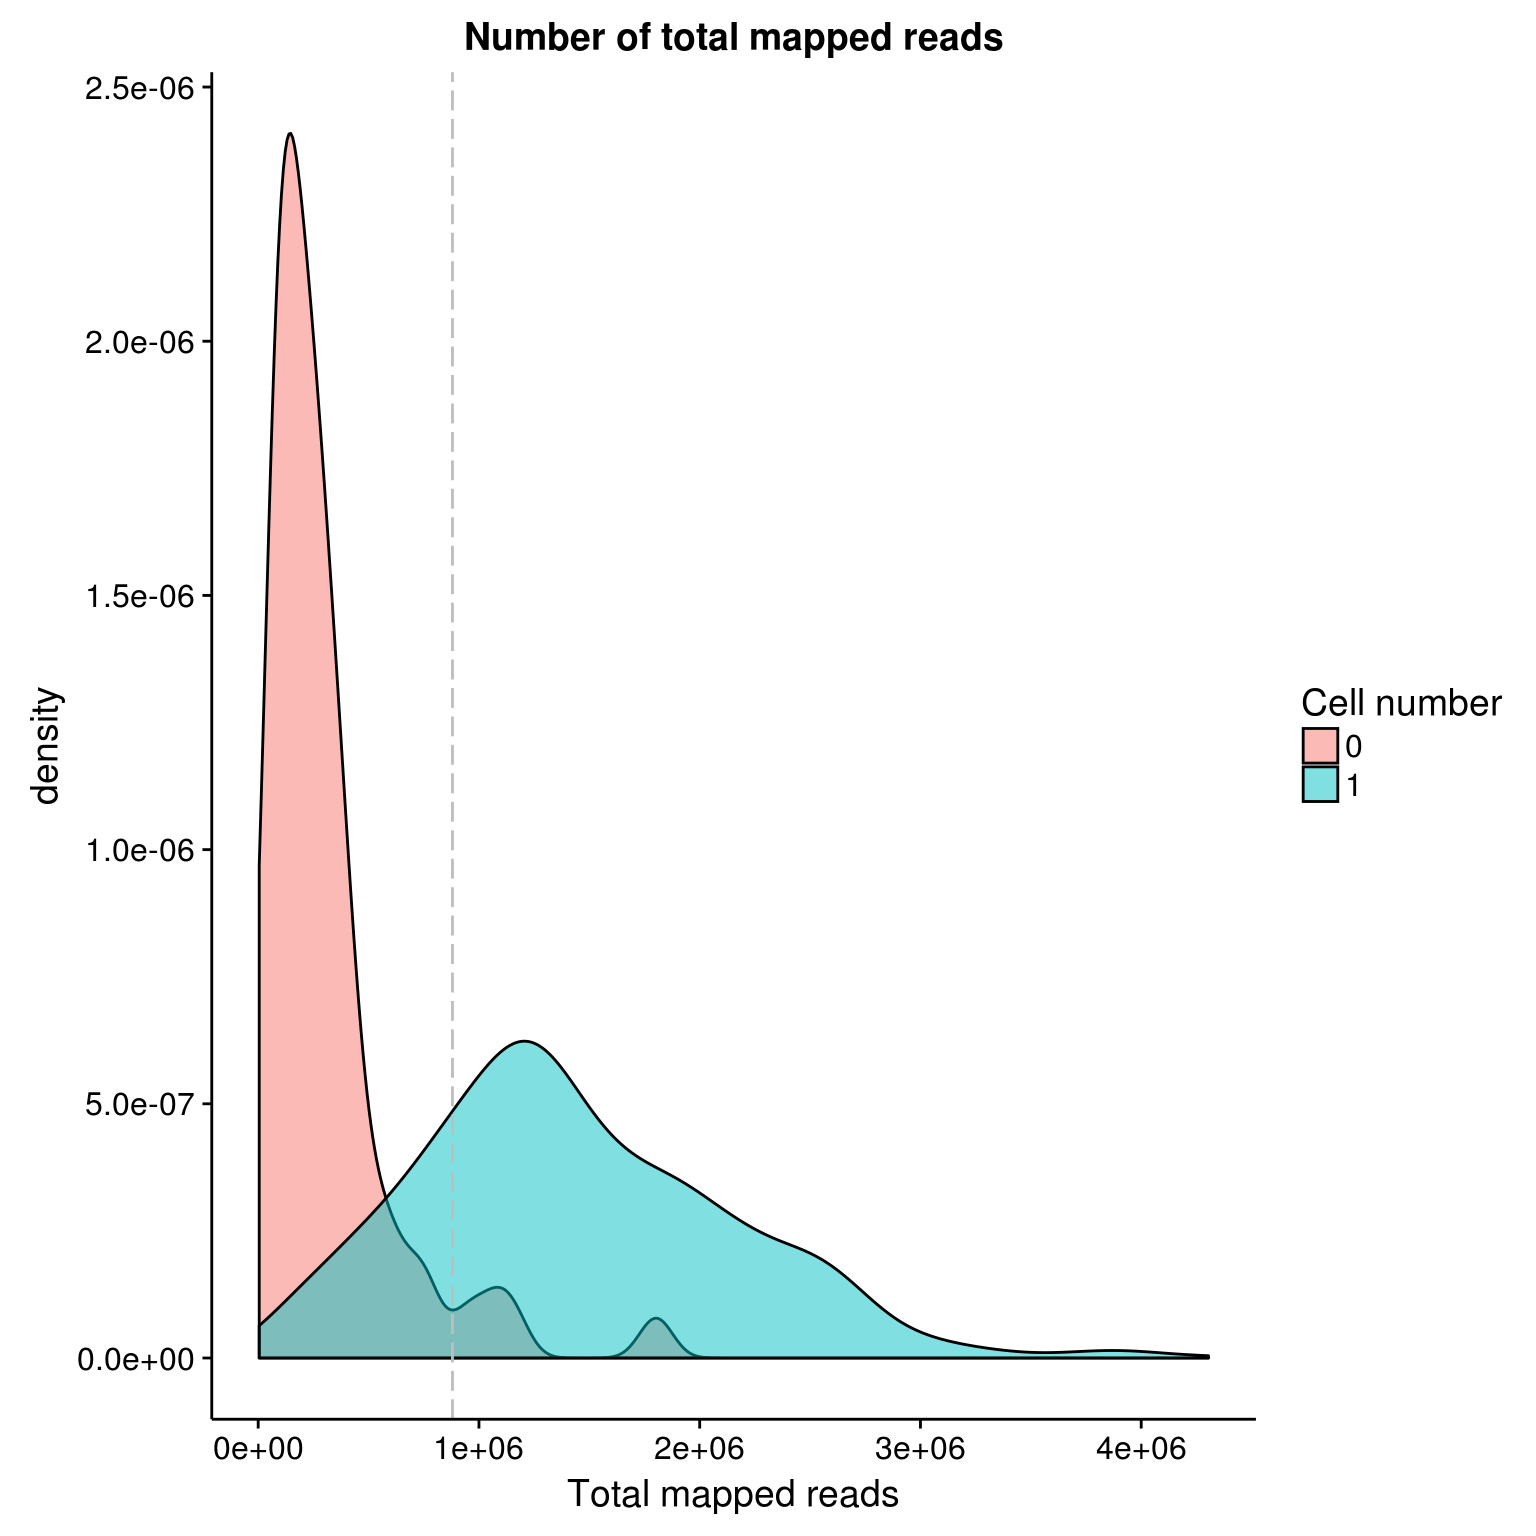 Number of total mapped reads
2.5e-06
2.0e-06
1.5e-06
1.0e-06
5.0e-07
0.0e+00
density
0e+00 1e+06 2e+06 3e+06 4e+06
Total mapped reads
Cell number
0
1